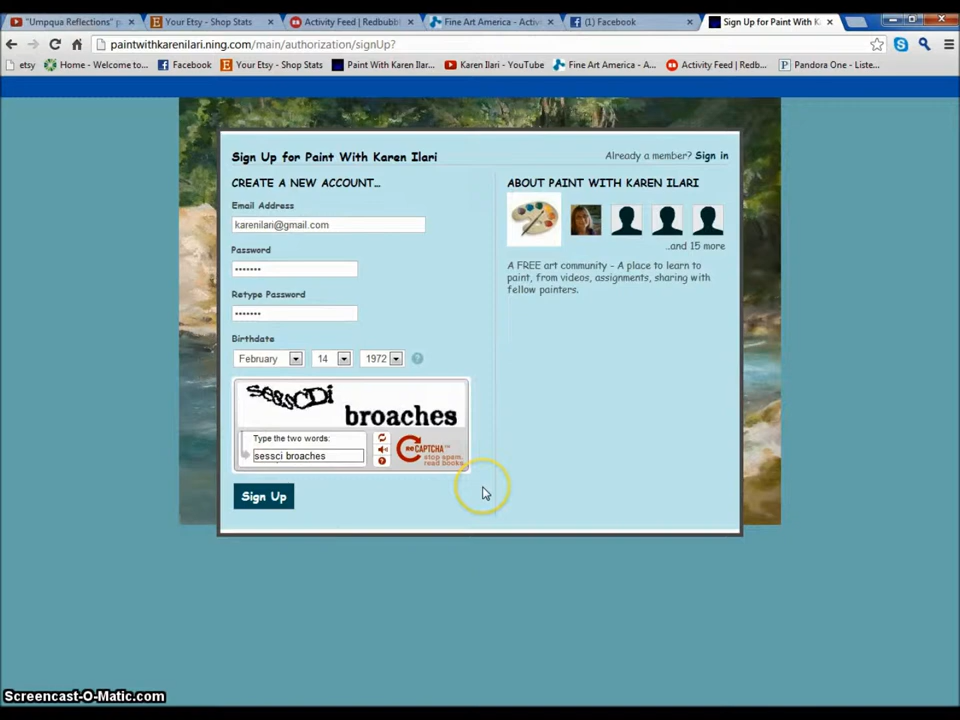 "Umpqua Reflections" p
Your Etsy - Shop Stats
Activity Feed | Redbubbl
Fine Art America - Activ
(1) Facebook
Sign Up for Paint With K
paintwithkarenilari.ning.com/main/authorization/signUp?
etsy
Home - Welcome to...
Facebook
Your Etsy - Shop Stats
Paint With Karen Ilar...
Karen Ilari - YouTube
Fine Art America - A...
Activity Feed | Redb...
Pandora One - Liste...
Sign Up for Paint With Karen Ilari
Already a member? Sign in
CREATE A NEW ACCOUNT...
ABOUT PAINT WITH KAREN ILARI
Email Address
karenilari@gmail.com
..and 15 more
Password
•••••••
A FREE art community - A place to learn to
paint, from videos, assignments, sharing with
fellow painters.
Retype Password
•••••••
Birthdate
February 14 1972 ?
broaches
Type the two words:
sessci broaches
reCAPTCHA™
stop spam.
read books.
Sign Up
Screencast-O-Matic.com